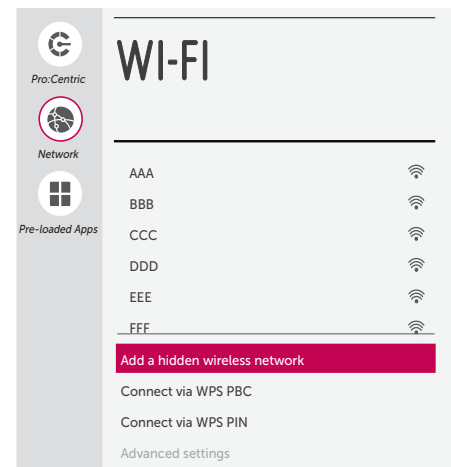 Pro:Centric
Network
Pre-loaded Apps
WI-FI
AAA
BBB
CCC
DDD
EEE
FFF
Add a hidden wireless network
Connect via WPS PBC
Connect via WPS PIN
Advanced settings